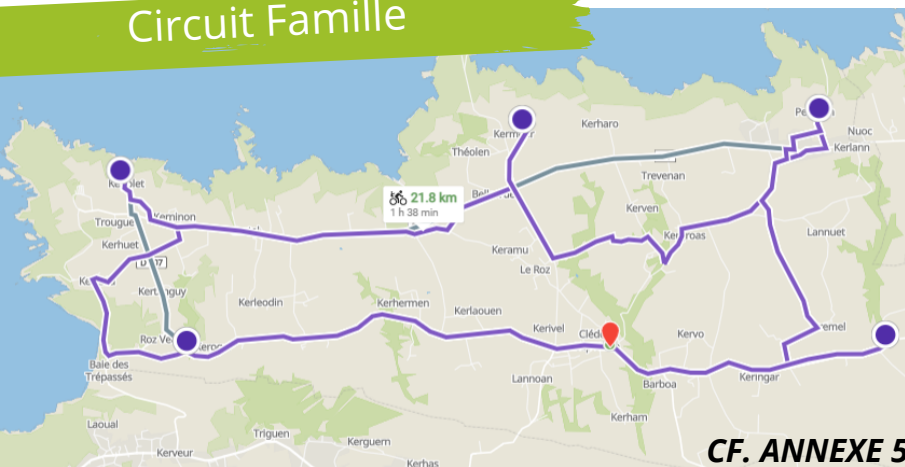 Circuit Famille
Kerharo
Nuoc
Kerlann
Théolen
Trevenan
21.8 km
1 h 38 min
Trougue
Keminon
Kerven
Lannuet
Kerhuet
Keramu
Le Roz
Kerleodin
Kerhermen
Kerlaouen
Kerivel
Kervo
Baie des
Trépassés
Lannoan
Barboa
Keringar
Laoual
Triguen
Kerguern
Kerham
Kerveur
Kerhas
CF. ANNEXE 5